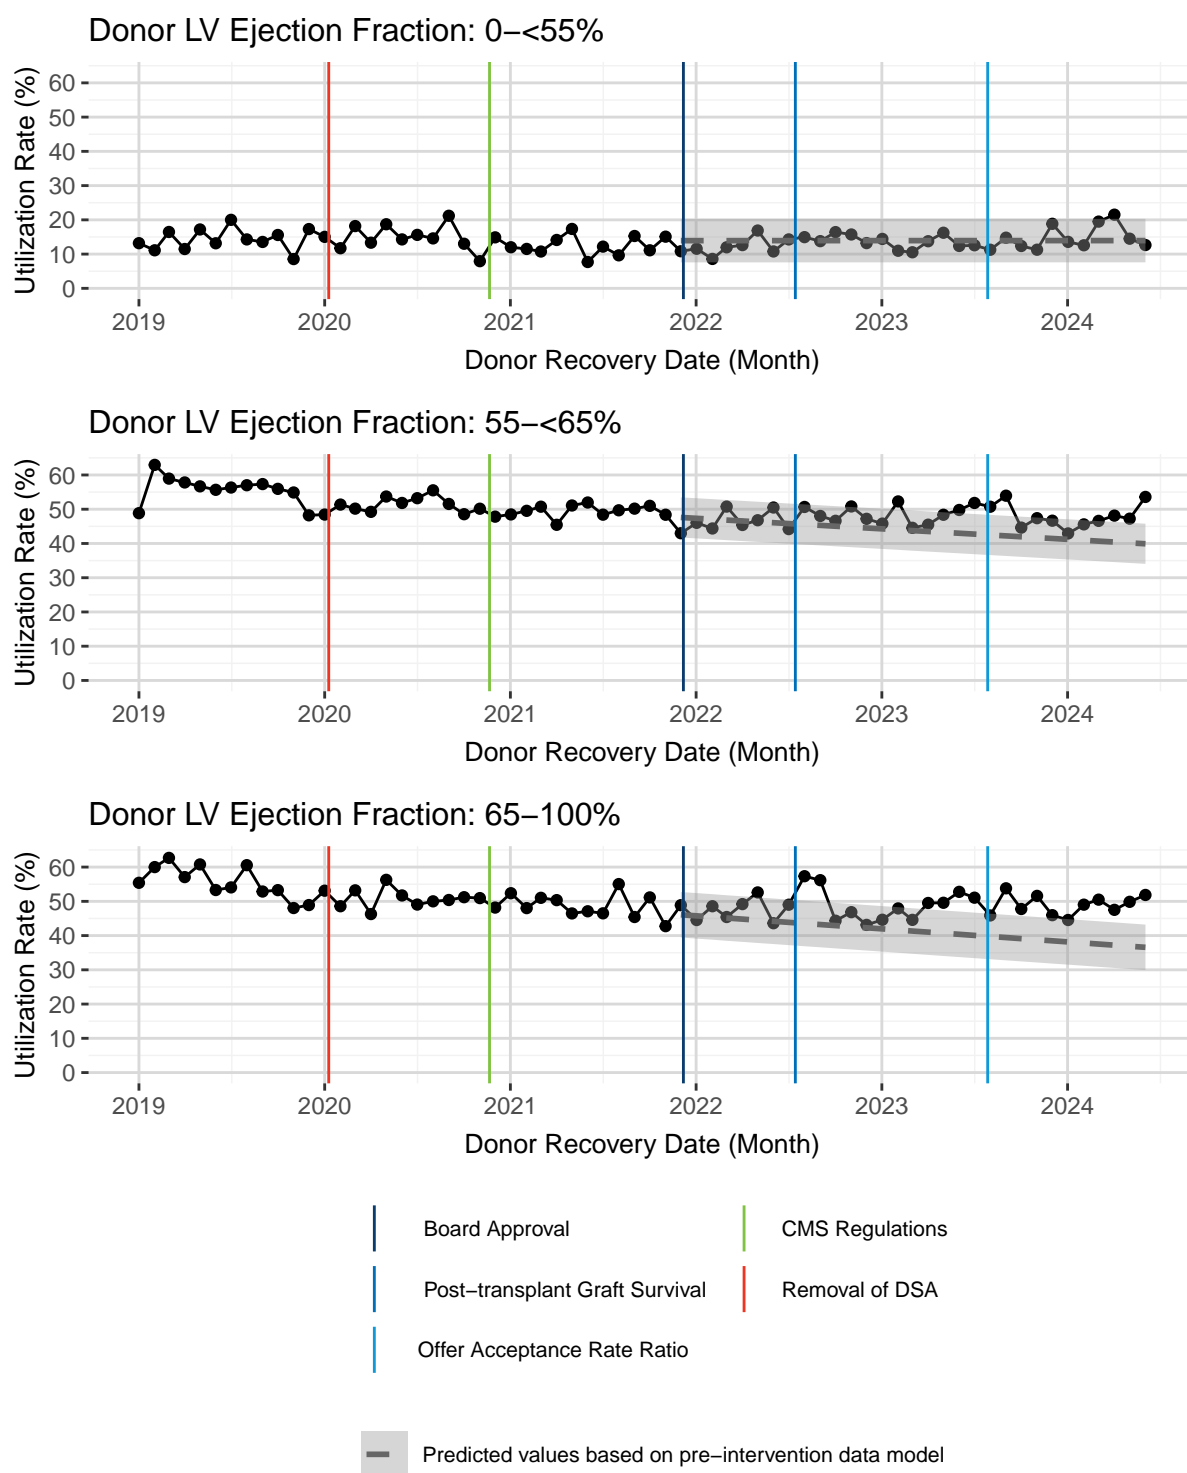 Donor LV Ejection Fraction: 0−<55%
Utilization Rate (%)
60
50
40
30
20
10
0
2019 2020 2021 2022 2023 2024
Donor Recovery Date (Month)
Donor LV Ejection Fraction: 55−<65%
Utilization Rate (%)
60
50
40
30
20
10
0
2019 2020 2021 2022 2023 2024
Donor Recovery Date (Month)
Donor LV Ejection Fraction: 65−100%
Utilization Rate (%)
60
50
40
30
20
10
0
2019 2020 2021 2022 2023 2024
Donor Recovery Date (Month)
Board Approval
CMS Regulations
Post−transplant Graft Survival
Removal of DSA
Offer Acceptance Rate Ratio
Predicted values based on pre−intervention data model